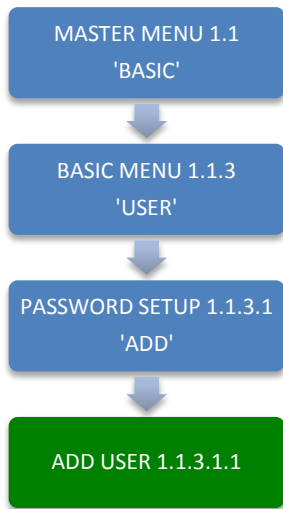 MASTER MENU 1.1
'BASIC'
BASIC MENU 1.1.3
'USER'
PASSWORD SETUP 1.1.3.1
'ADD'
ADD USER 1.1.3.1.1